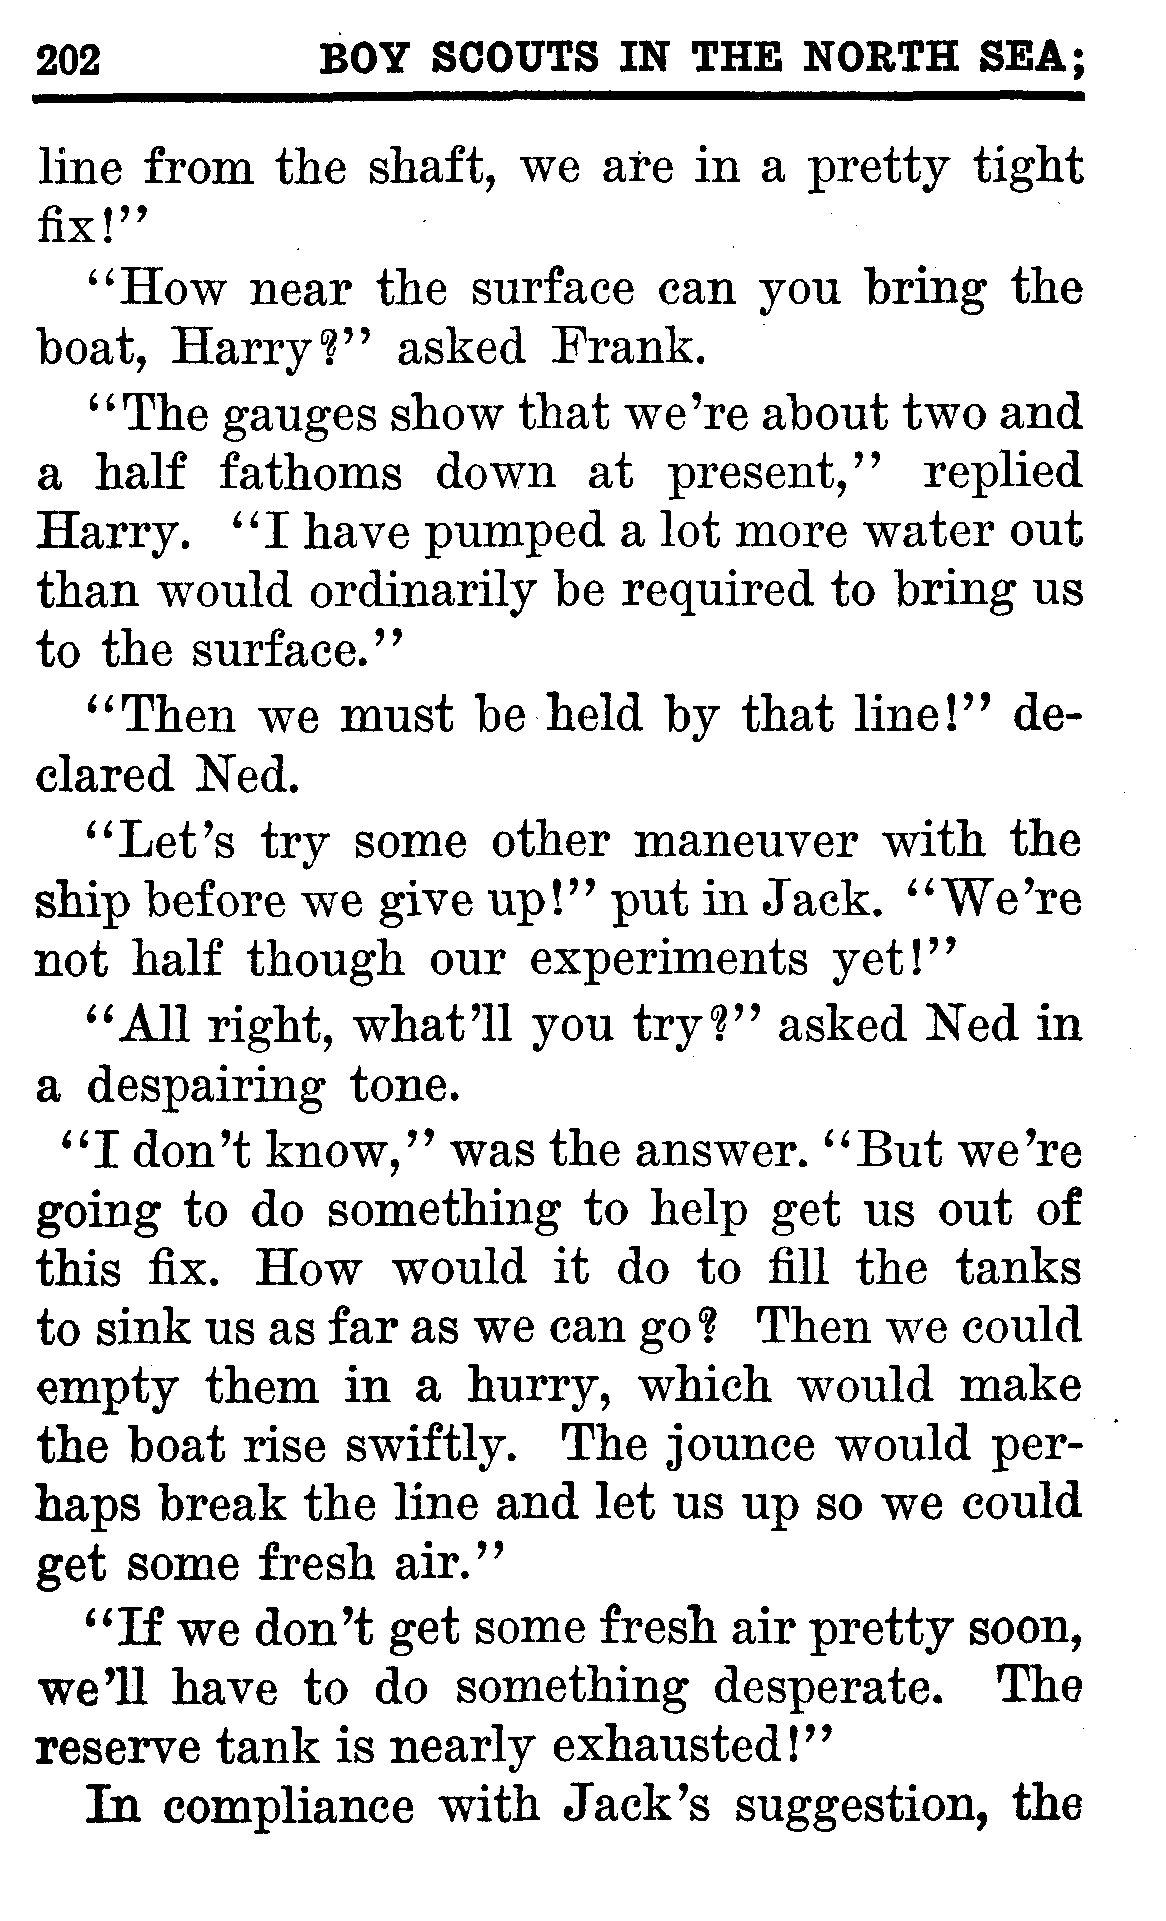 202 BOY SCOUTS IN THE NORTH SEA;
line from the shaft, we are in a pretty tight
fix!"
"How near the surface can you bring the
boat, Harry?" asked Frank.
"The gauges show that we're about two and
a half fathoms down at present," replied
Harry. "I have pumped a lot more water out
than would ordinarily be required to bring us
to the surface."
"Then we must be held by that line!" de-
clared Ned.
"Let's try some other maneuver with the
ship before we give up!" put in Jack. "We're
not half though our experiments yet!"
"All right, what'll you try?" asked Ned in
a despairing tone.
"I don't know," was the answer. "But we're
going to do something to help get us out of
this fix. How would it do to fill the tanks
to sink us as far as we can go? Then we could
empty them in a hurry, which would make
the boat rise swiftly. The jounce would per-
haps break the line and let us up so we could
get some fresh air."
"If we don't get some fresh air pretty soon,
we'll have to do something desperate. The
reserve tank is nearly exhausted!"
In compliance with Jack's suggestion, the